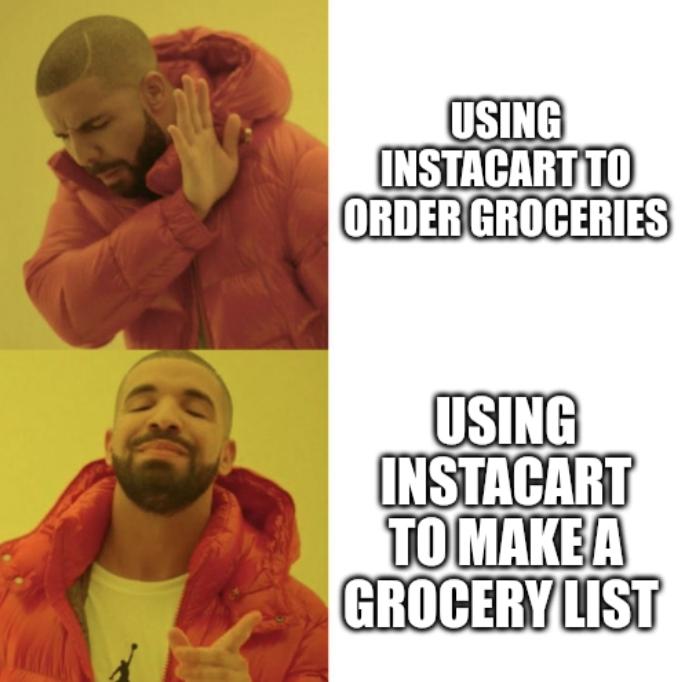 USING
INSTACART TO
ORDER GROCERIES
USING
INSTACART
TO MAKE A
GROCERY LIST